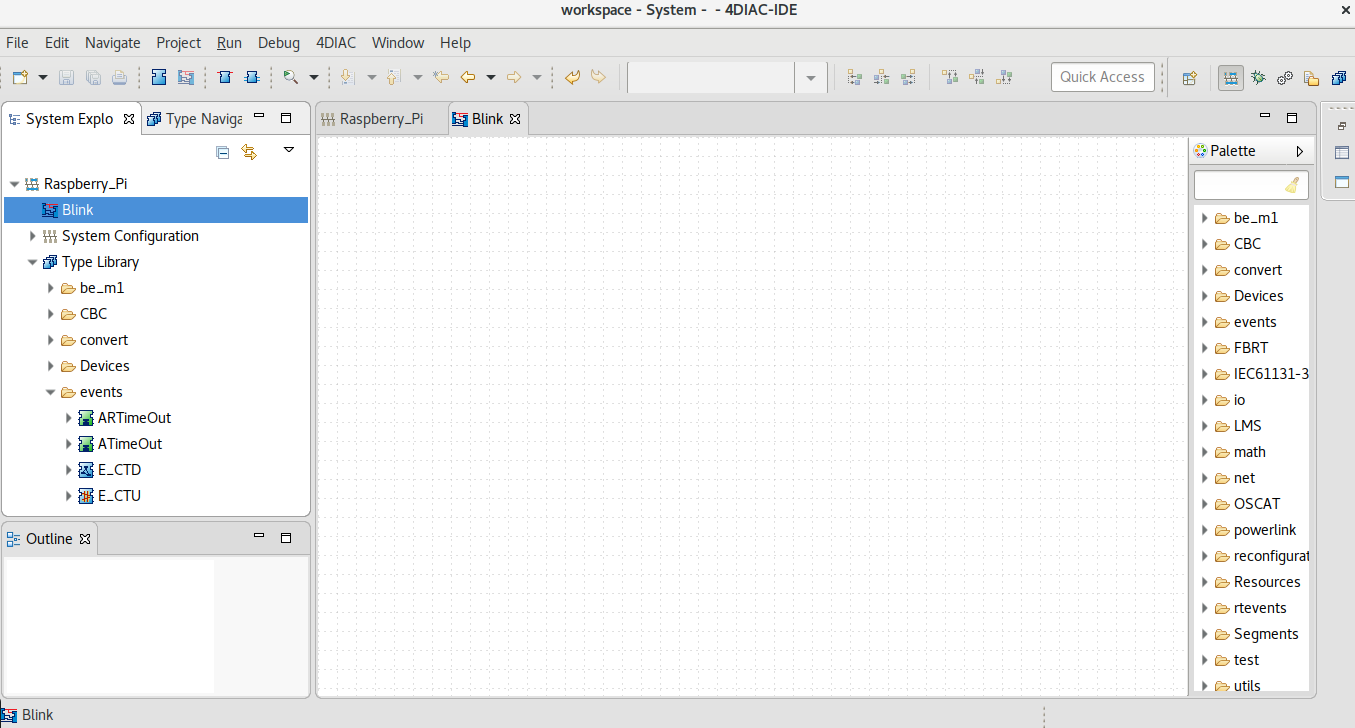 workspace - System -  - 4DIAC-IDE
File Edit Navigate Project Run Debug 4DIAC Window Help
Quick Access
System Explo Type Naviga
Raspberry_Pi Blink
Palette
Raspberry_Pi
Blink
System Configuration
Type Library
be_m1
CBC
convert
Devices
events
ARTimeOut
ATimeOut
E_CTD
E_CTU
Outline
be_m1
CBC
convert
Devices
events
FBRT
IEC61131-3
io
LMS
math
net
OSCAT
powerlink
reconfigurat
Resources
rtevents
Segments
test
utils
Blink